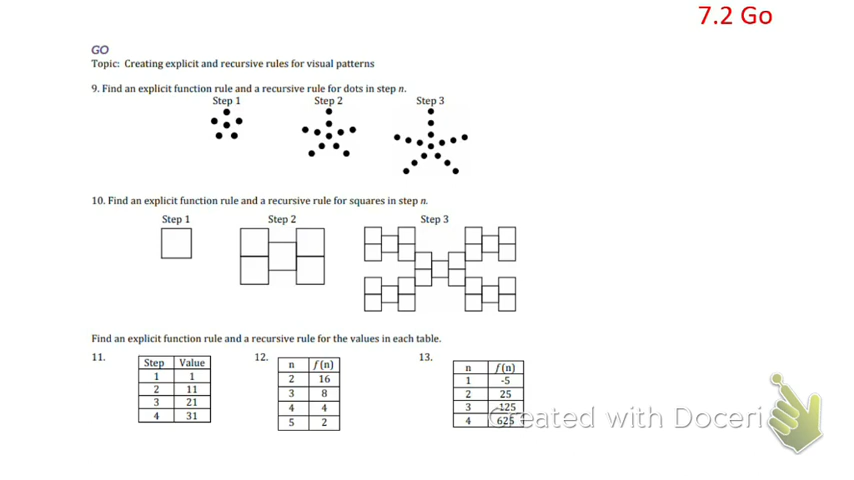 7.2 Go
GO
Topic: Creating explicit and recursive rules for visual patterns
9. Find an explicit function rule and a recursive rule for dots in step n.
Step 1 Step 2 Step 3
10. Find an explicit function rule and a recursive rule for squares in step n.
Step 1 Step 2 Step 3
Find an explicit function rule and a recursive rule for the values in each table.
11. 12. 13.
Step Value
1 1
2 11
3 21
4 31
n f(n)
2 16
3 8
4 4
5 2
n f(n)
1 -5
2 25
3 -125
4 625
Created with Doceri